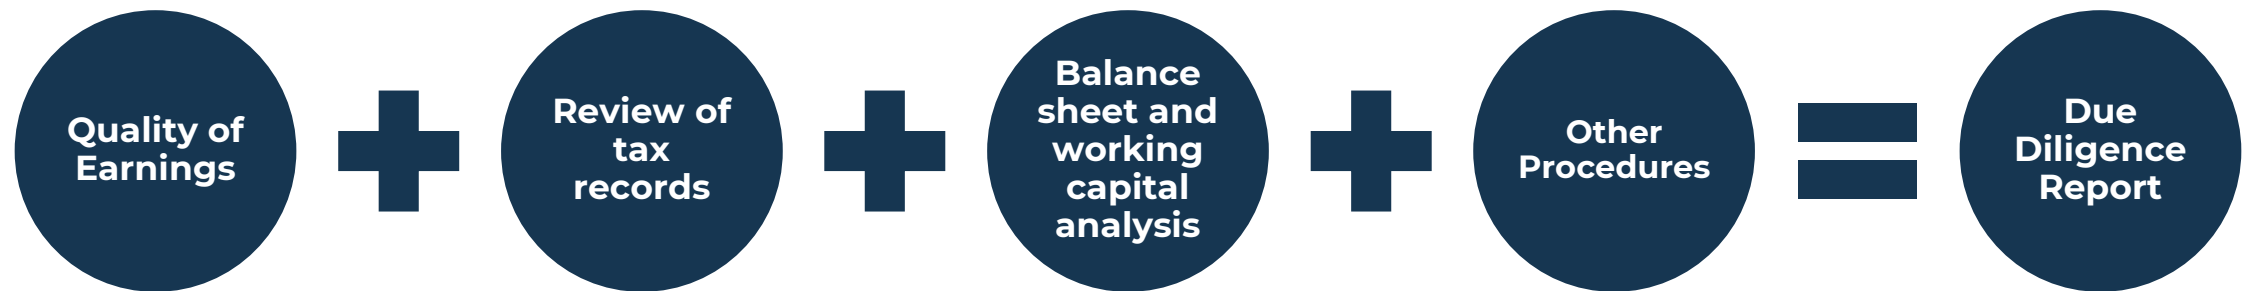 Quality of
Earnings
Review of
tax
records
Balance
sheet and
working
capital
analysis
Other
Procedures
Due
Diligence
Report